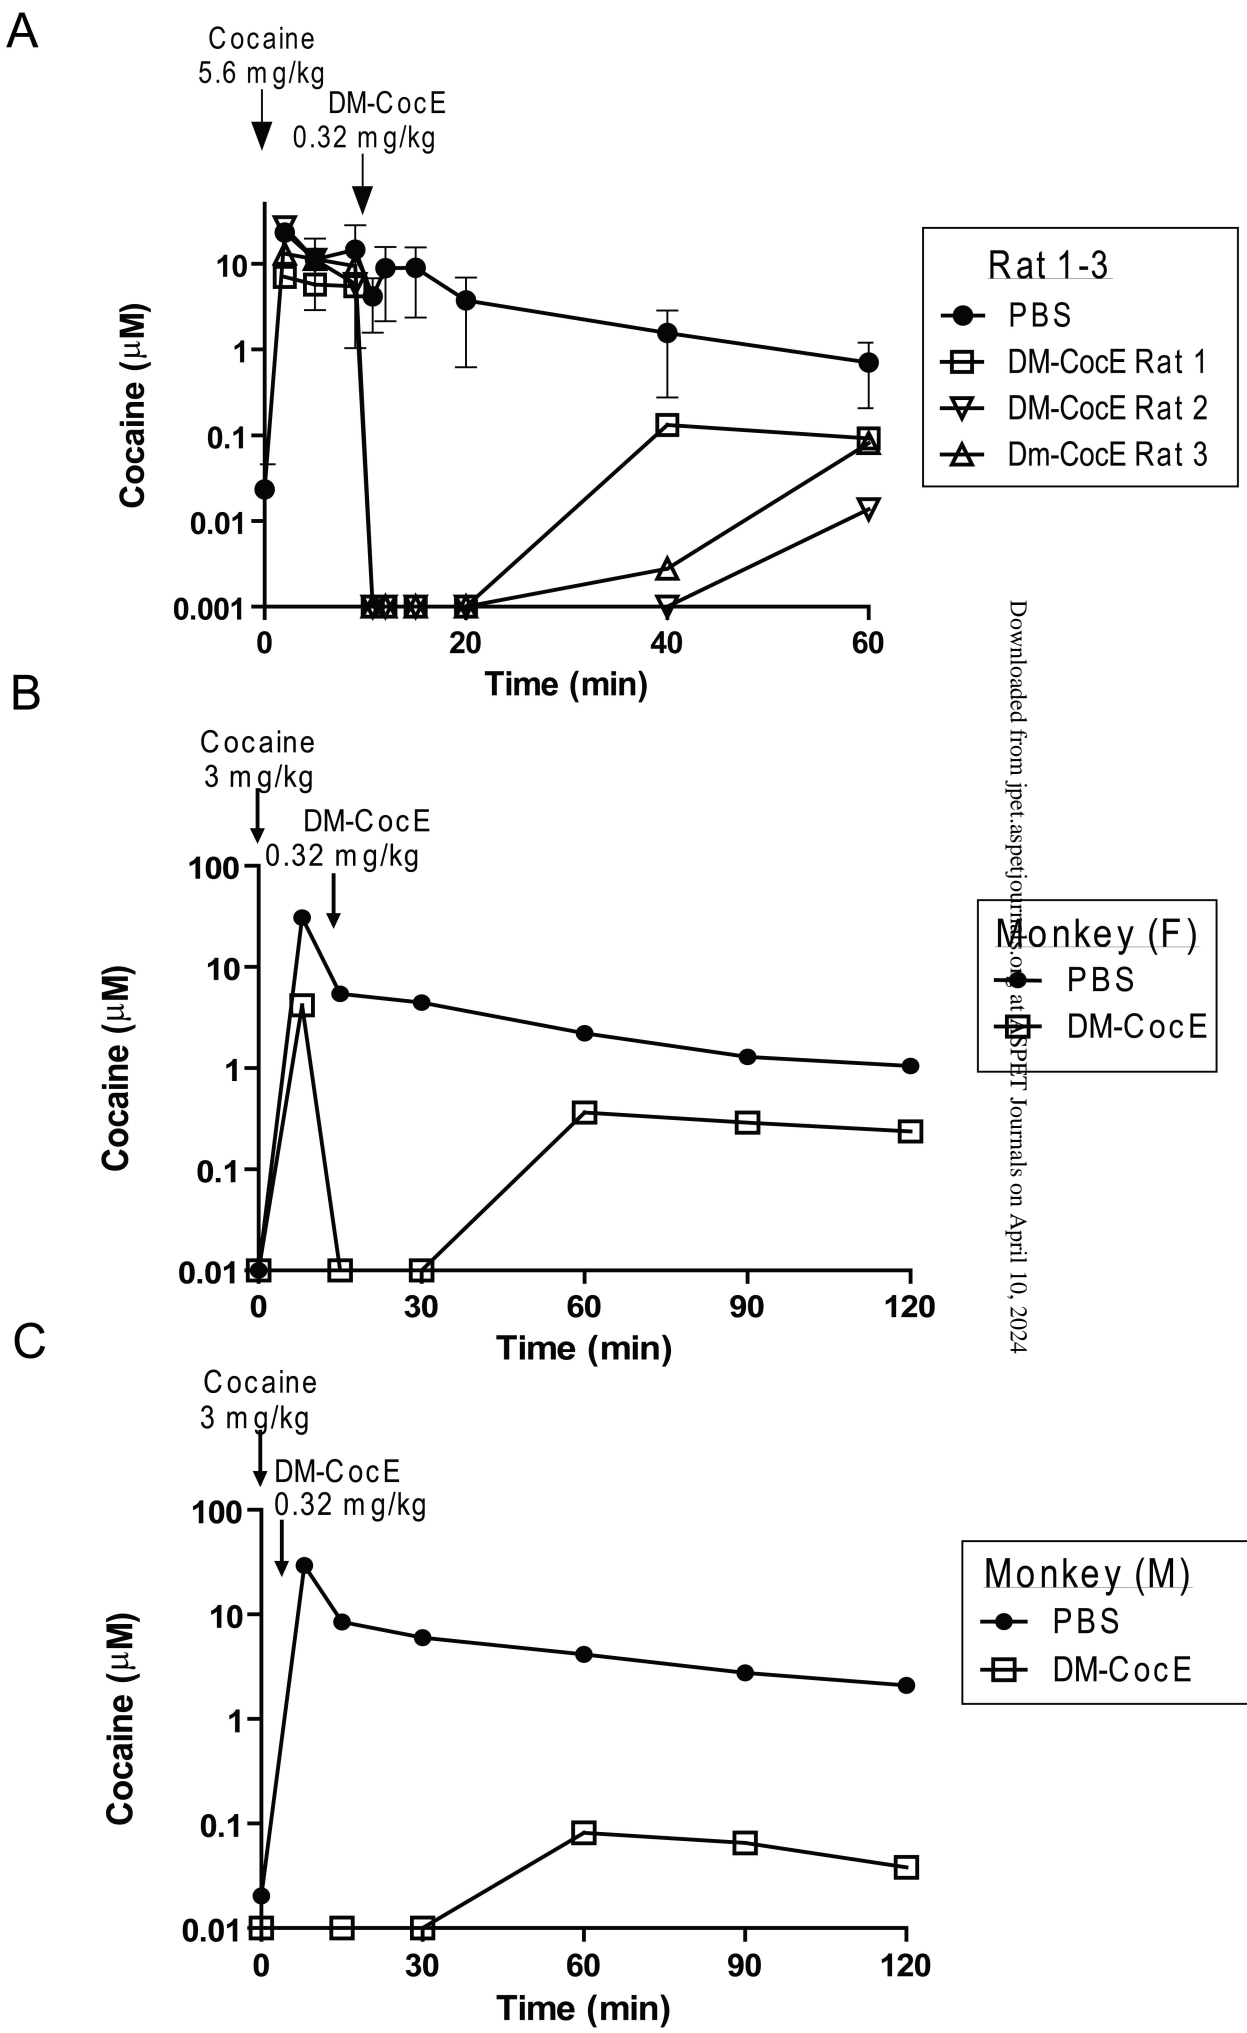 A
Cocaine
5.6 mg/kg
DM-CocE
0.32 mg/kg
Cocaine (µM)
10
1
0.1
0.01
0.001
0
20
40
60
Time (min)
Rat 1-3
PBS
DM-CocE Rat 1
DM-CocE Rat 2
Dm-CocE Rat 3
B
Cocaine
3 mg/kg
DM-CocE
0.32 mg/kg
Cocaine (µM)
100
10
1
0.1
0.01
0
30
60
90
120
Time (min)
Monkey (F)
PBS
DM-CocE
Downloaded from jpet.aspetjournals.org at ASPET Journals on April 10, 2024
C
Cocaine
3 mg/kg
DM-CocE
0.32 mg/kg
Cocaine (µM)
100
10
1
0.1
0.01
0
30
60
90
120
Time (min)
Monkey (M)
PBS
DM-CocE